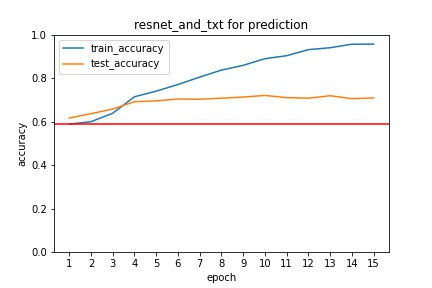 resnet_and_txt for prediction
train_accuracy
test_accuracy
accuracy
1.0
0.8
0.6
0.4
0.2
0.0
1 2 3 4 5 6 7 8 9 10 11 12 13 14 15
epoch